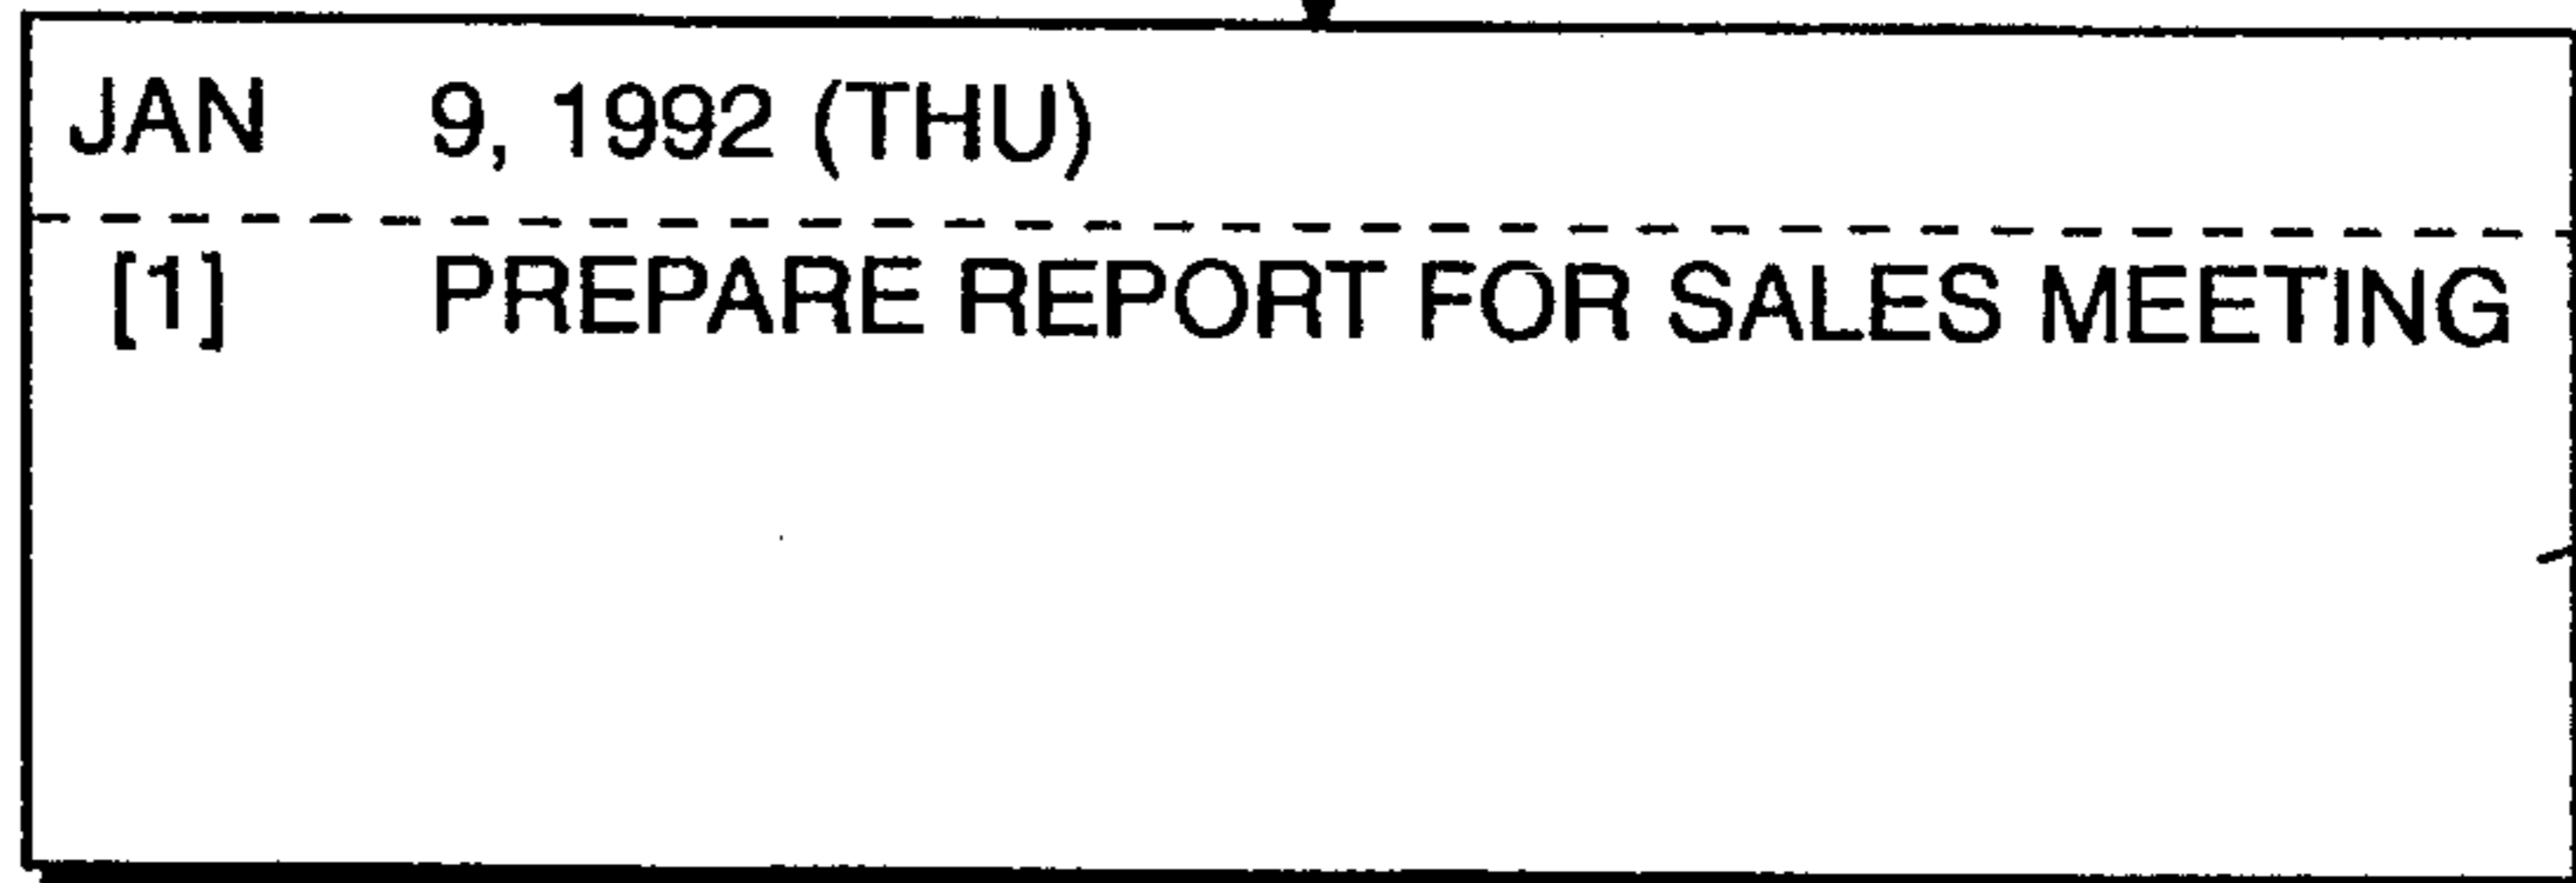 JAN 9, 1992 (THU)
[1] PREPARE REPORT FOR SALES MEETING